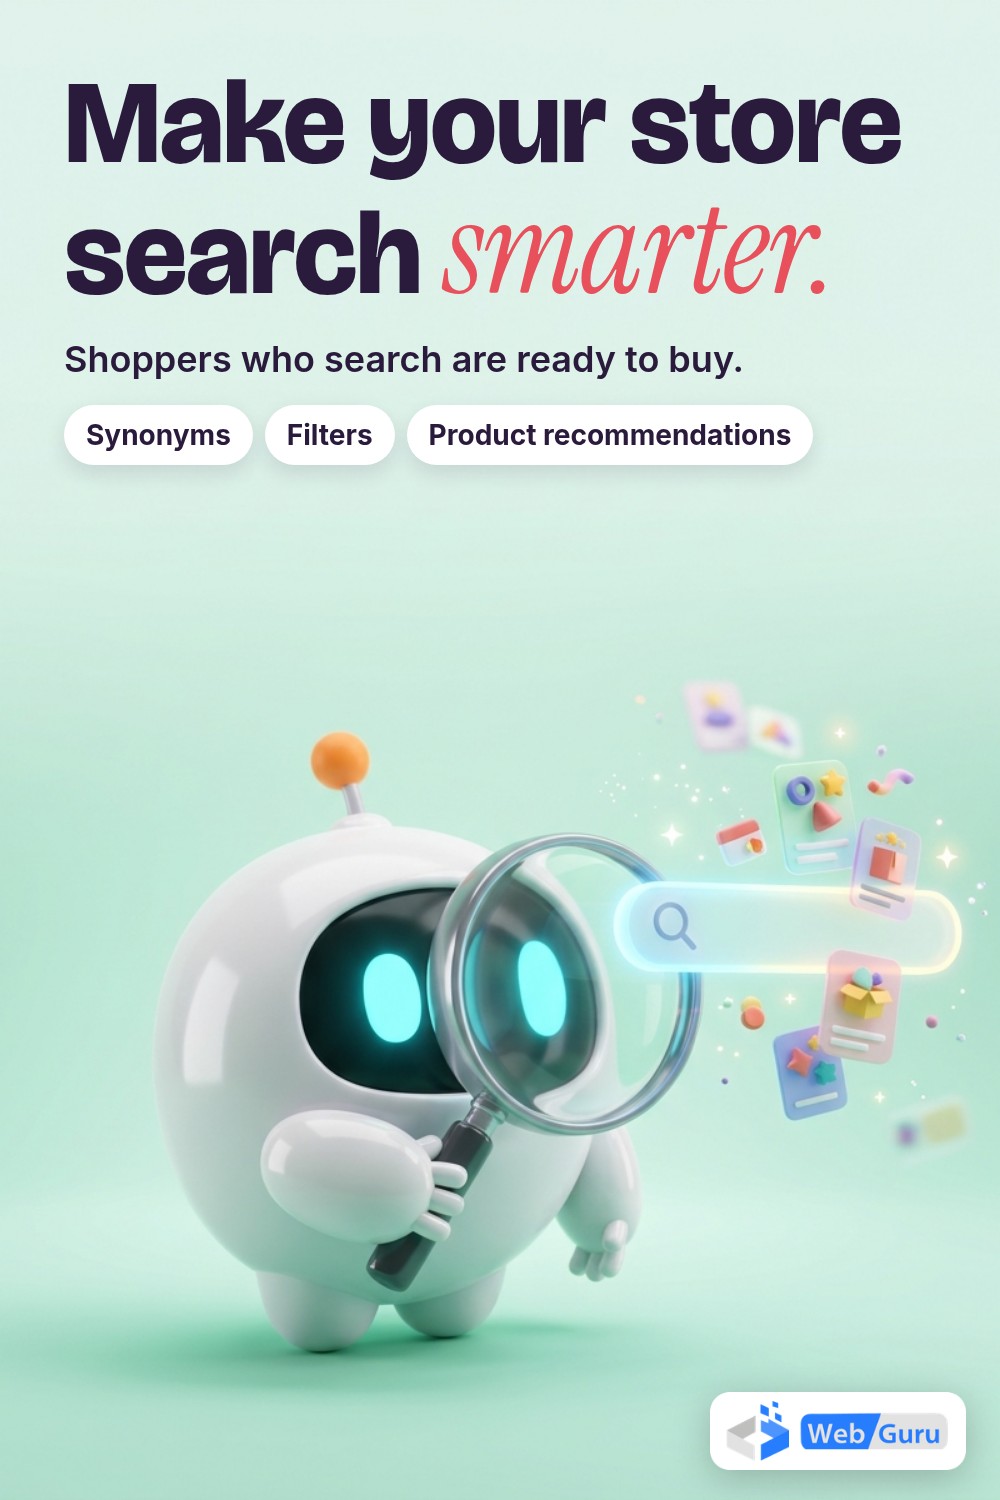 Make your store
search smarter.
Shoppers who search are ready to buy.
Synonyms Filters Product recommendations
Web Guru